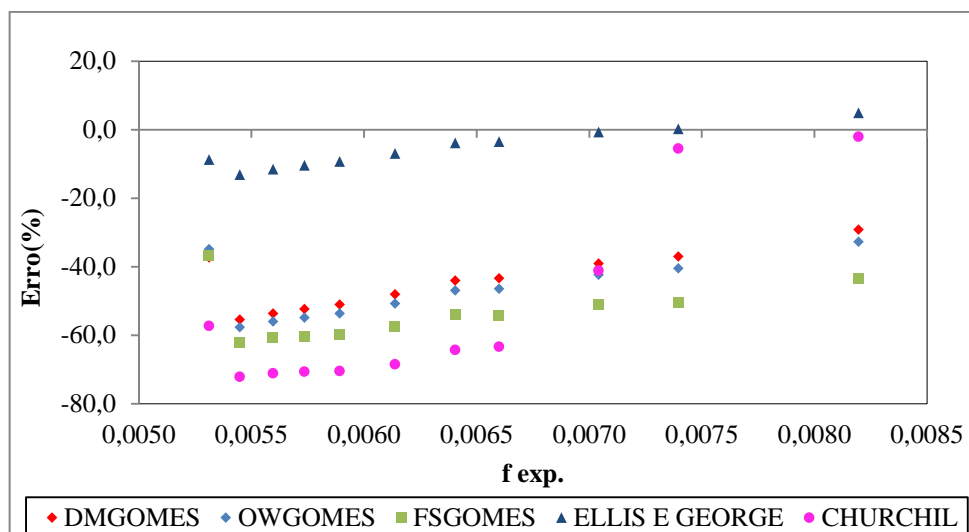 20,0
0,0
-20,0
-40,0
-60,0
-80,0
Erro(%)
0,0050 0,0055 0,0060 0,0065 0,0070 0,0075 0,0080 0,0085
f exp.
DMGOMES OWGOMES FSGOMES ELLIS E GEORGE CHURCHIL